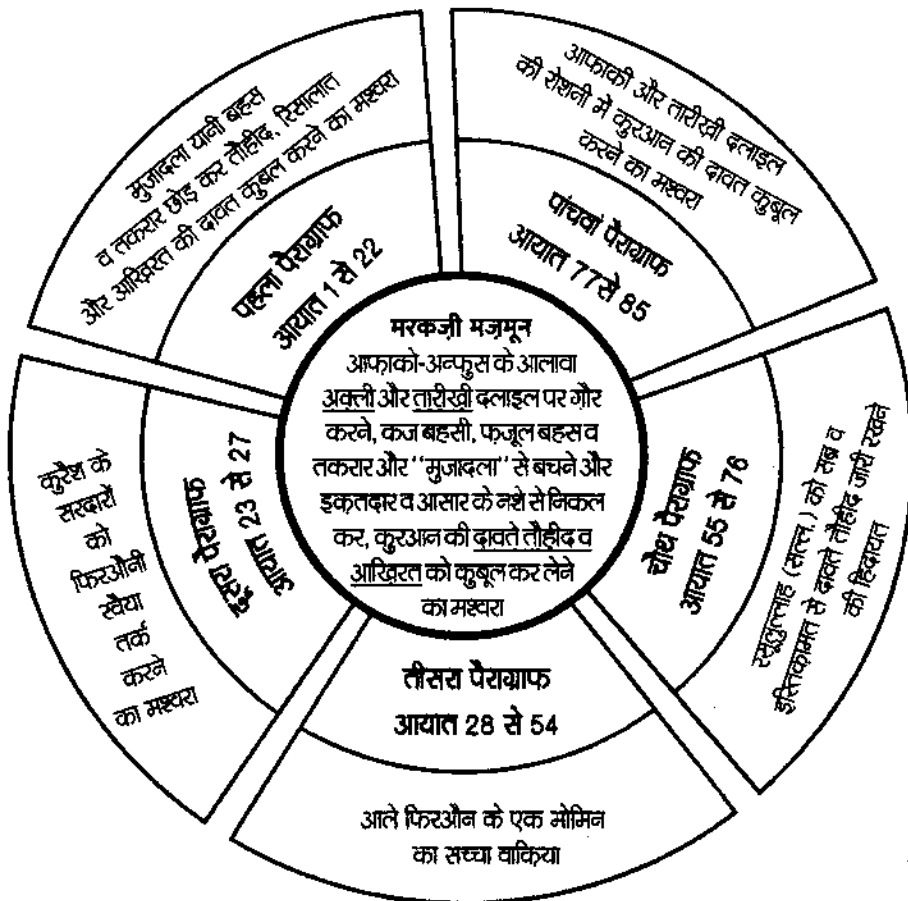 मुजादला यानी बहस
व तकरार छोड़ कर तौहीद, रिसालात
और आख़िरत की दावत कुबूल करने का मश्वरा
पहला पैराग्राफ
आयात 1 से 22
आफाकी और तारीखी दलाइल
की रोशनी में कुरआन की दावत कुबूल
करने का मश्वरा
पांचवां पैराग्राफ
आयात 77 से 85
मरकज़ी मज़मून
आफ़ाको-अन्फुस के आलावा
अक्ली और तारीखी दलाइल पर ग़ौर
करने, कज बहसी, फ़ज़ूल बहस व
तकरार और "मुजादला" से बचने और
इक़तदार व आसार के नशे से निकल
कर, कुरआन की दावते तौहीद व
आख़िरत को कुबूल कर लेने
का मश्वरा
कुरैश के
सरदारों
को
फिरऔनी
रवैया
तर्क
करने
का मश्वरा
दूसरा पैराग्राफ
आयात 23 से 27
चौथ पैराग्राफ
आयात 55 से 76
रसूलुल्लाह (सल्ल.) को सब्र व
इस्तिक़ामत से दावते तौहीद जारी रखने
की हिदायत
तीसरा पैराग्राफ
आयात 28 से 54
आले फिरऔन के एक मोमिन
का सच्चा वाक़िया